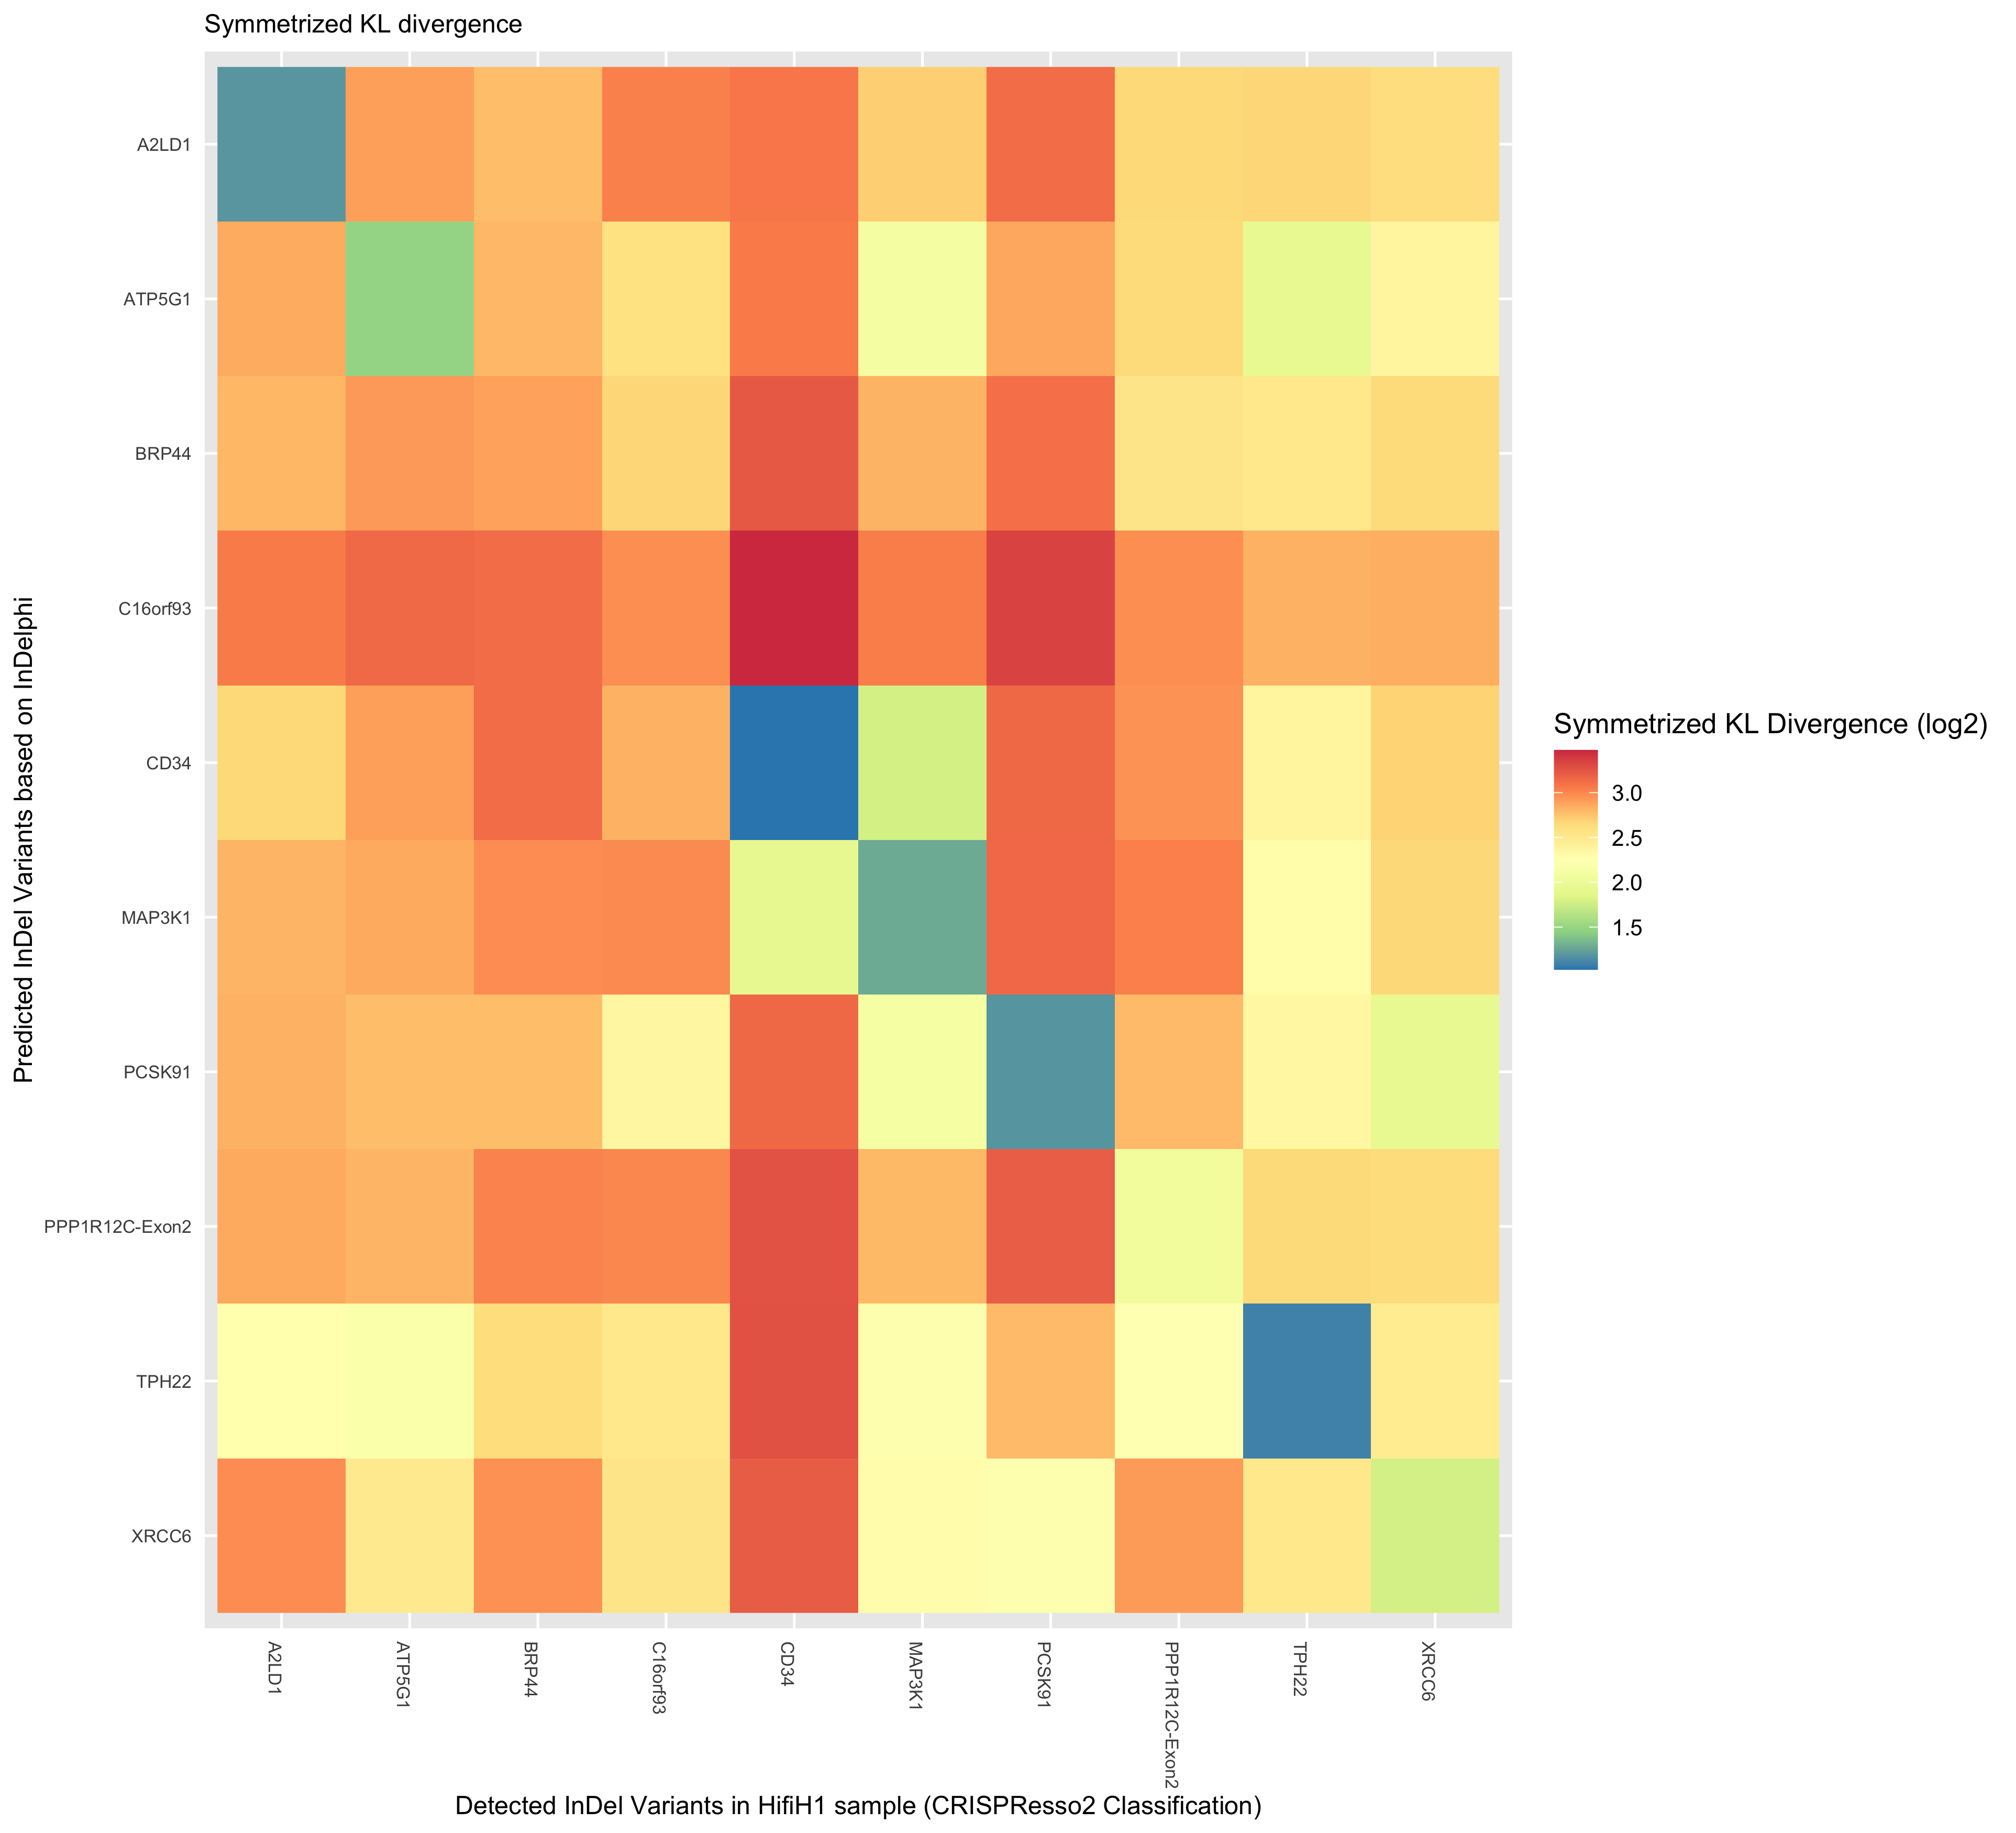 Symmetrized KL divergence
Predicted InDel Variants based on InDelphi
A2LD1
ATP5G1
BRP44
C16orf93
CD34
MAP3K1
PCSK91
PPP1R12C-Exon2
TPH22
XRCC6
A2LD1
ATP5G1
BRP44
C16orf93
CD34
MAP3K1
PCSK91
PPP1R12C-Exon2
TPH22
XRCC6
Detected InDel Variants in HifiH1 sample (CRISPResso2 Classification)
Symmetrized KL Divergence (log2)
3.0
2.5
2.0
1.5